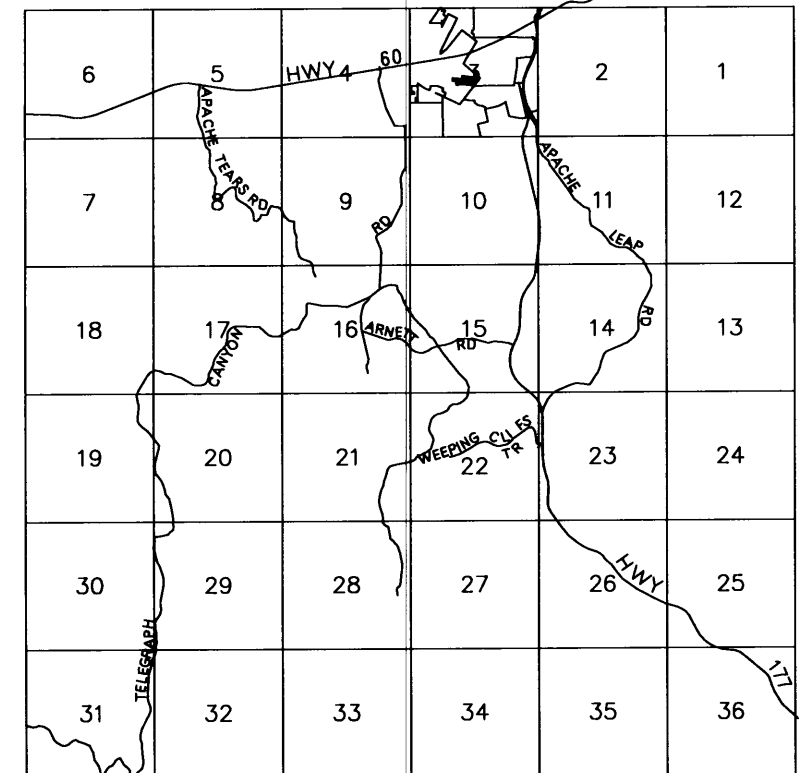 6
5
HWY
4
60
3
2
1
7
APACHE TEARS RD
8
9
RD
10
APACHE
11
LEAP
RD
12
18
17
CANYON
16
ARNETT
RD
15
14
13
19
20
21
WEEPING CLIFFS
TR
22
23
24
30
29
28
27
26
HWY
25
TELEGRAPH
31
32
33
34
35
36
177